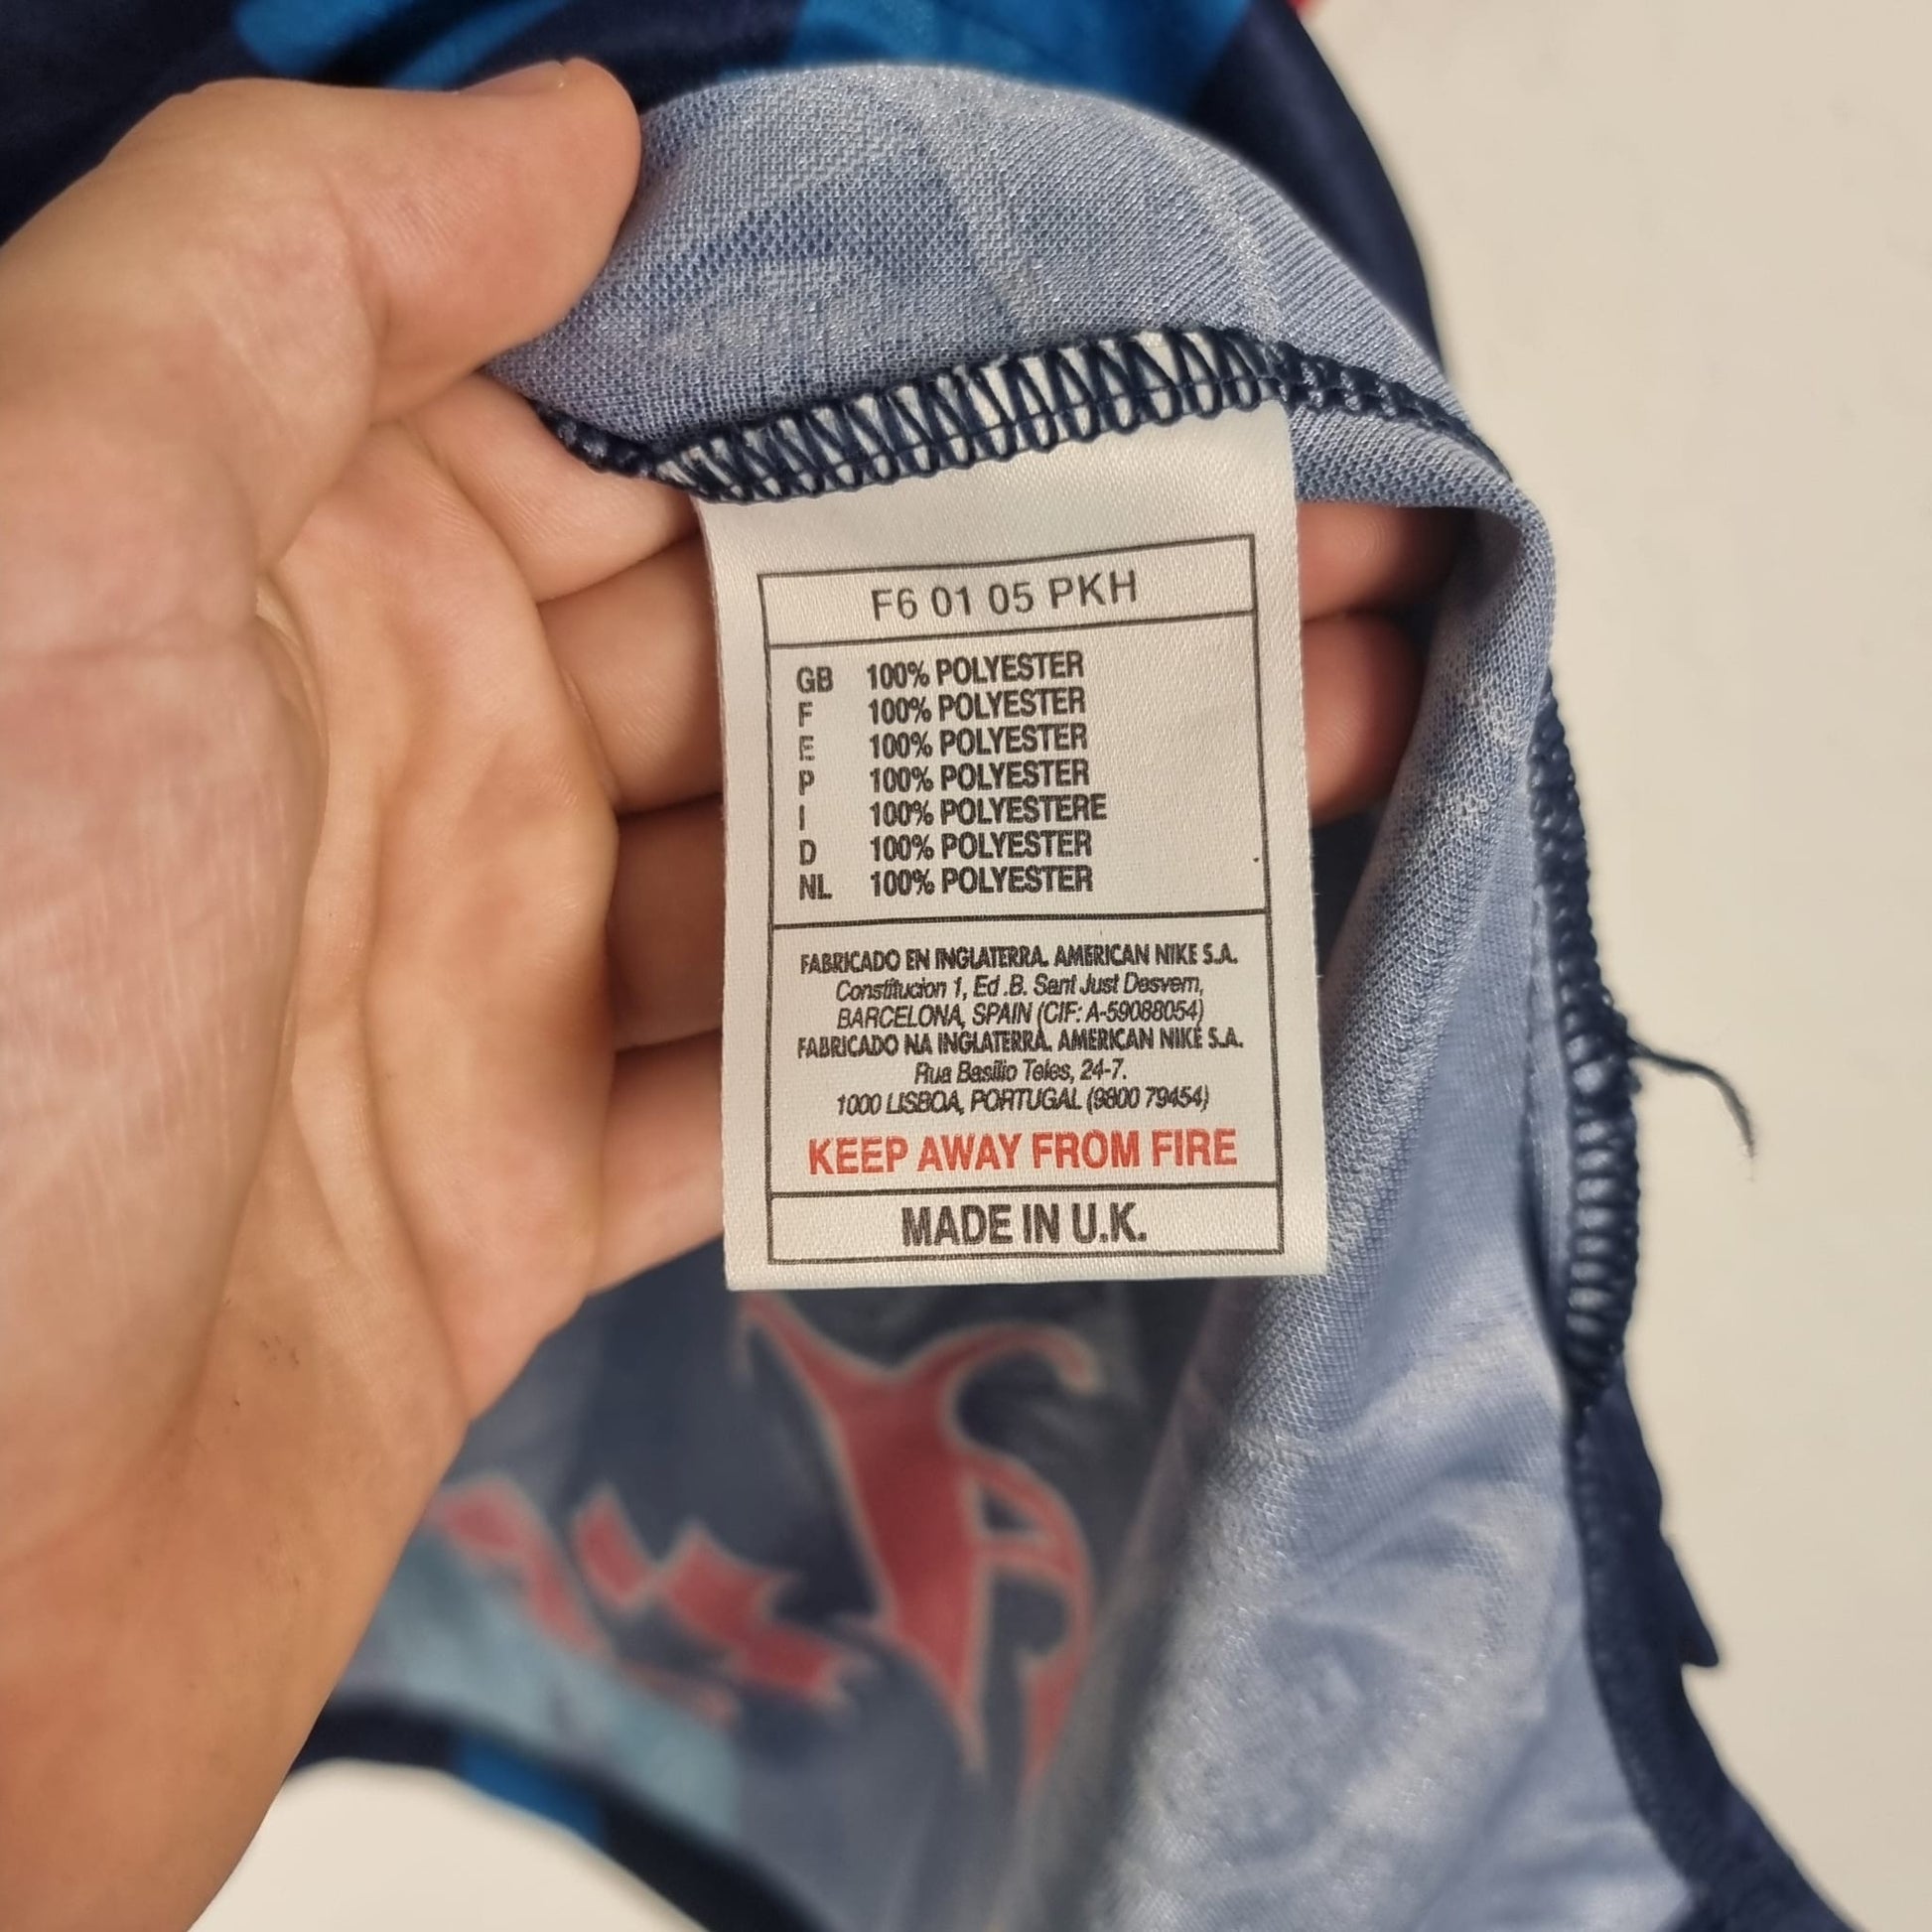 F6 01 05 PKH
GB 100% POLYESTER
F 100% POLYESTER
E 100% POLYESTER
P 100% POLYESTER
I 100% POLYESTERE
D 100% POLYESTER
NL 100% POLYESTER
FABRICADO EN INGLATERRA. AMERICAN NIKE S.A.
Constitucion 1, Ed .B. Sant Just Desvern,
BARCELONA, SPAIN (CIF: A-59088054)
FABRICADO NA INGLATERRA. AMERICAN NIKE S.A.
Rua Basilio Teles, 24-7.
1000 LISBOA, PORTUGAL (9800 79454)
KEEP AWAY FROM FIRE
MADE IN U.K.